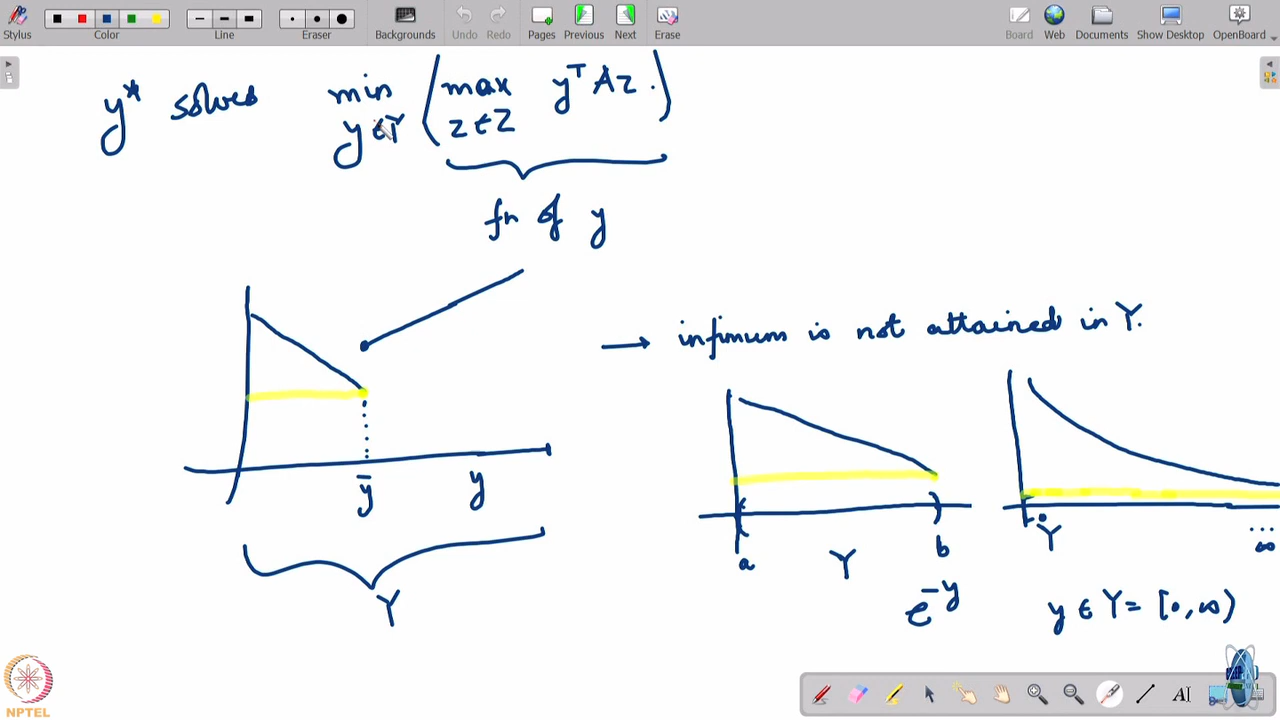 Stylus
Color
Line
Eraser
Backgrounds
Undo
Redo
Pages
Previous
Next
Erase
Board
Web
Documents
Show Desktop
OpenBoard
y* solves min ( max y^T A z. )
y ∈ Y z ∈ Z
fn of y
→ infimum is not attained in Y.
ȳ y
Y
a Y b
0 Y ... ∞
e^-y y ∈ Y = [0, ∞)
NPTEL